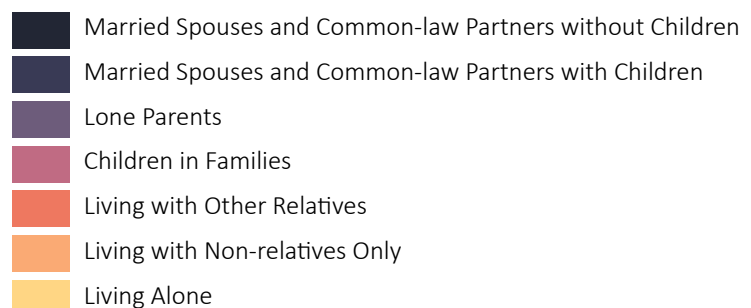 Married Spouses and Common-law Partners without Children
Married Spouses and Common-law Partners with Children
Lone Parents
Children in Families
Living with Other Relatives
Living with Non-relatives Only
Living Alone